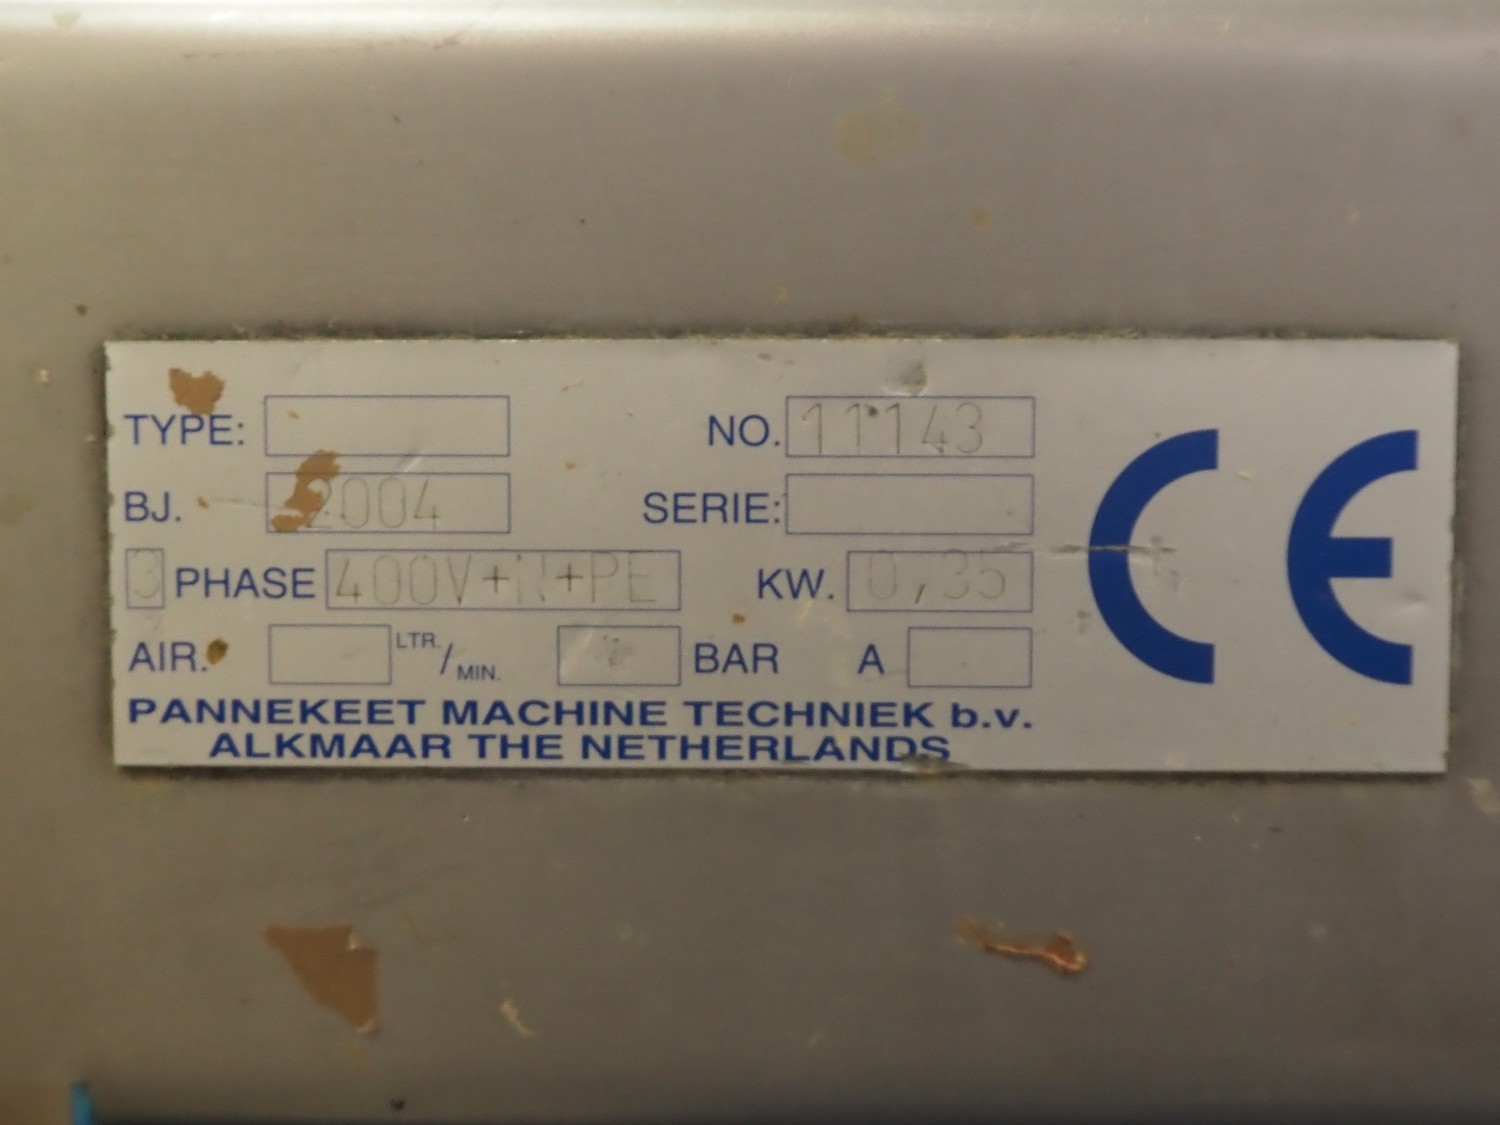 TYPE: NO. 11143
BJ. 2004 SERIE:
3 PHASE 400V+N+PE KW. 0,35
AIR. LTR./MIN. BAR A
PANNEKEET MACHINE TECHNIEK b.v.
ALKMAAR THE NETHERLANDS
CE